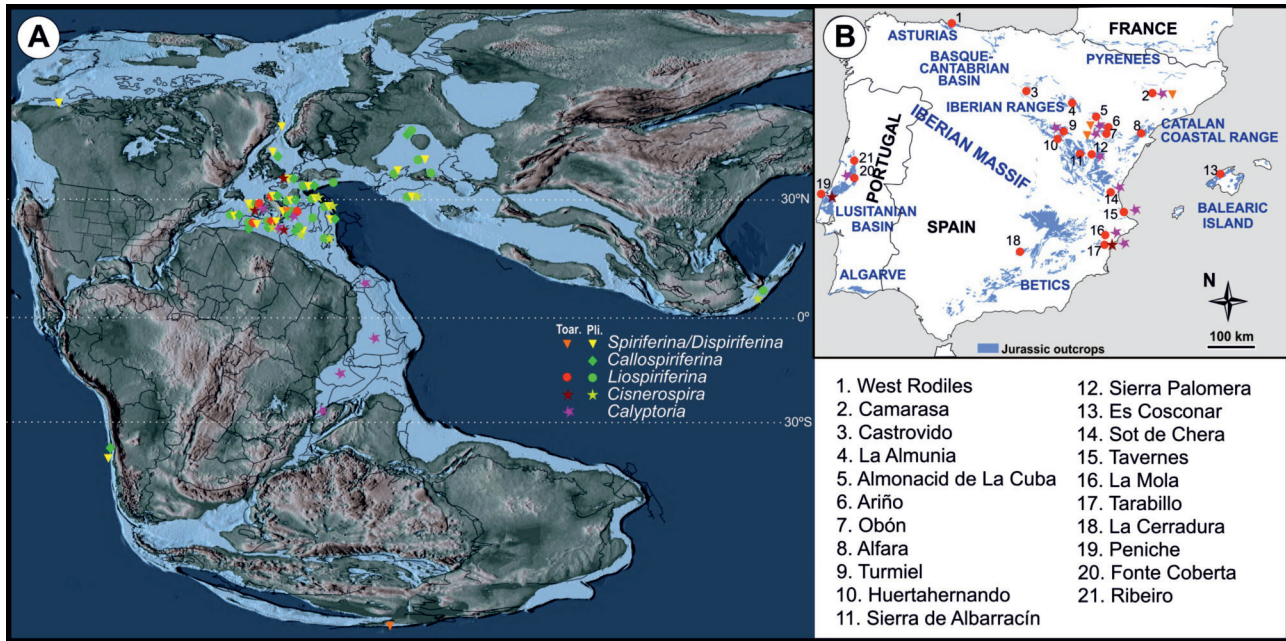 A
30ºN
0º
30ºS
Toar. Pli.
Spiriferina/Dispiriferina
Callospiriferina
Liospiriferina
Cisnerospira
Calyptoria
B
1
ASTURIAS
FRANCE
BASQUE-
CANTABRIAN
BASIN
PYRENEES
3
2
IBERIAN RANGES
4
5
6
7
8
9
10
11
12
CATALAN
COASTAL RANGE
IBERIAN MASSIF
PORTUGAL
21
20
19
13
14
15
LUSITANIAN
BASIN
SPAIN
BALEARIC
ISLAND
16
17
18
ALGARVE
BETICS
N
100 km
Jurassic outcrops
1. West Rodiles
2. Camarasa
3. Castrovido
4. La Almunia
5. Almonacid de La Cuba
6. Ariño
7. Obón
8. Alfara
9. Turmiel
10. Huertahernando
11. Sierra de Albarracín
12. Sierra Palomera
13. Es Cosconar
14. Sot de Chera
15. Tavernes
16. La Mola
17. Tarabillo
18. La Cerradura
19. Peniche
20. Fonte Coberta
21. Ribeiro